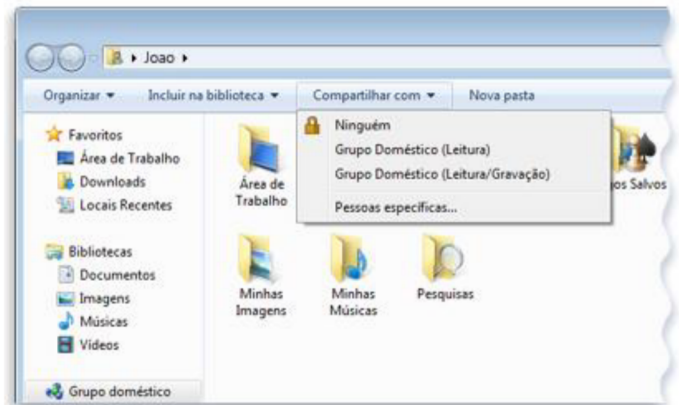 Joao
Organizar
Incluir na biblioteca
Compartilhar com
Nova pasta
Ninguém
Grupo Doméstico (Leitura)
Grupo Doméstico (Leitura/Gravação)
Pessoas específicas...
Favoritos
Área de Trabalho
Downloads
Locais Recentes
Bibliotecas
Documentos
Imagens
Músicas
Vídeos
Grupo doméstico
Área de
Trabalho
os Salvos
Minhas
Imagens
Minhas
Músicas
Pesquisas